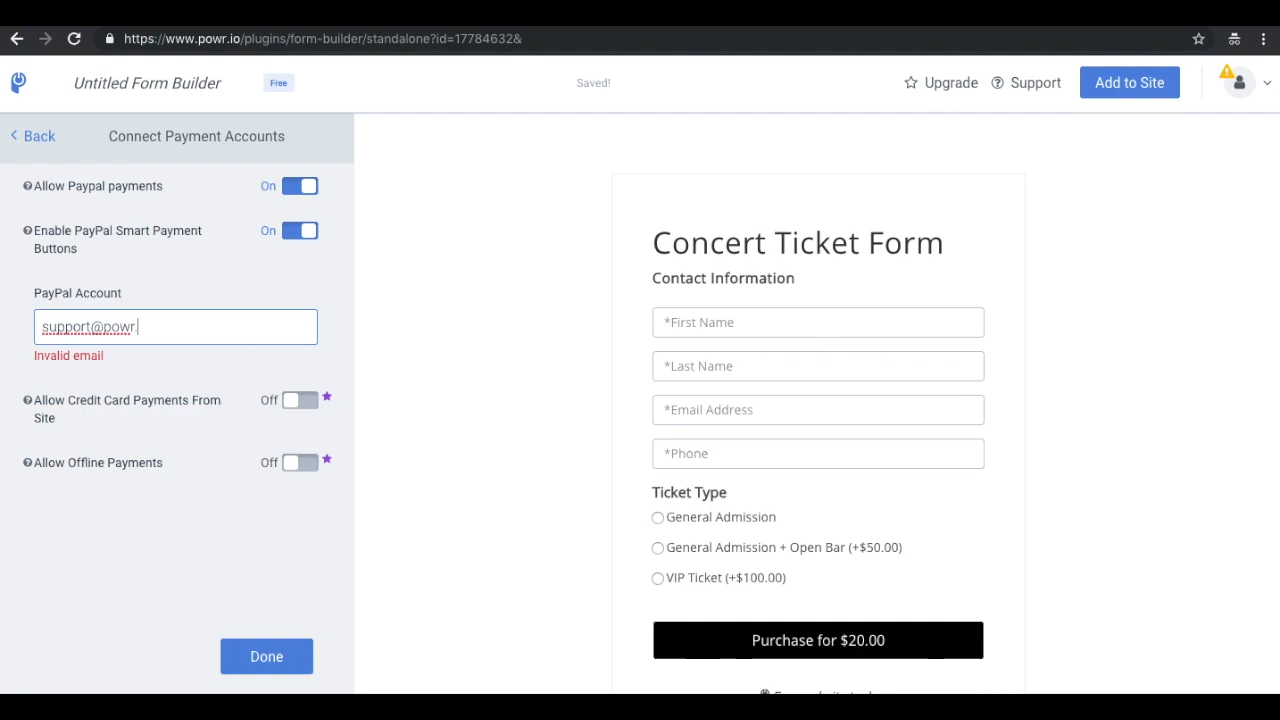 https://www.powr.io/plugins/form-builder/standalone?id=17784632&
Untitled Form Builder
Free
Saved!
Upgrade
Support
Add to Site
Back
Connect Payment Accounts
Allow Paypal payments
On
Enable PayPal Smart Payment
Buttons
On
PayPal Account
support@powr.
Invalid email
Allow Credit Card Payments From
Site
Off
Allow Offline Payments
Off
Done
Concert Ticket Form
Contact Information
*First Name
*Last Name
*Email Address
*Phone
Ticket Type
General Admission
General Admission + Open Bar (+$50.00)
VIP Ticket (+$100.00)
Purchase for $20.00